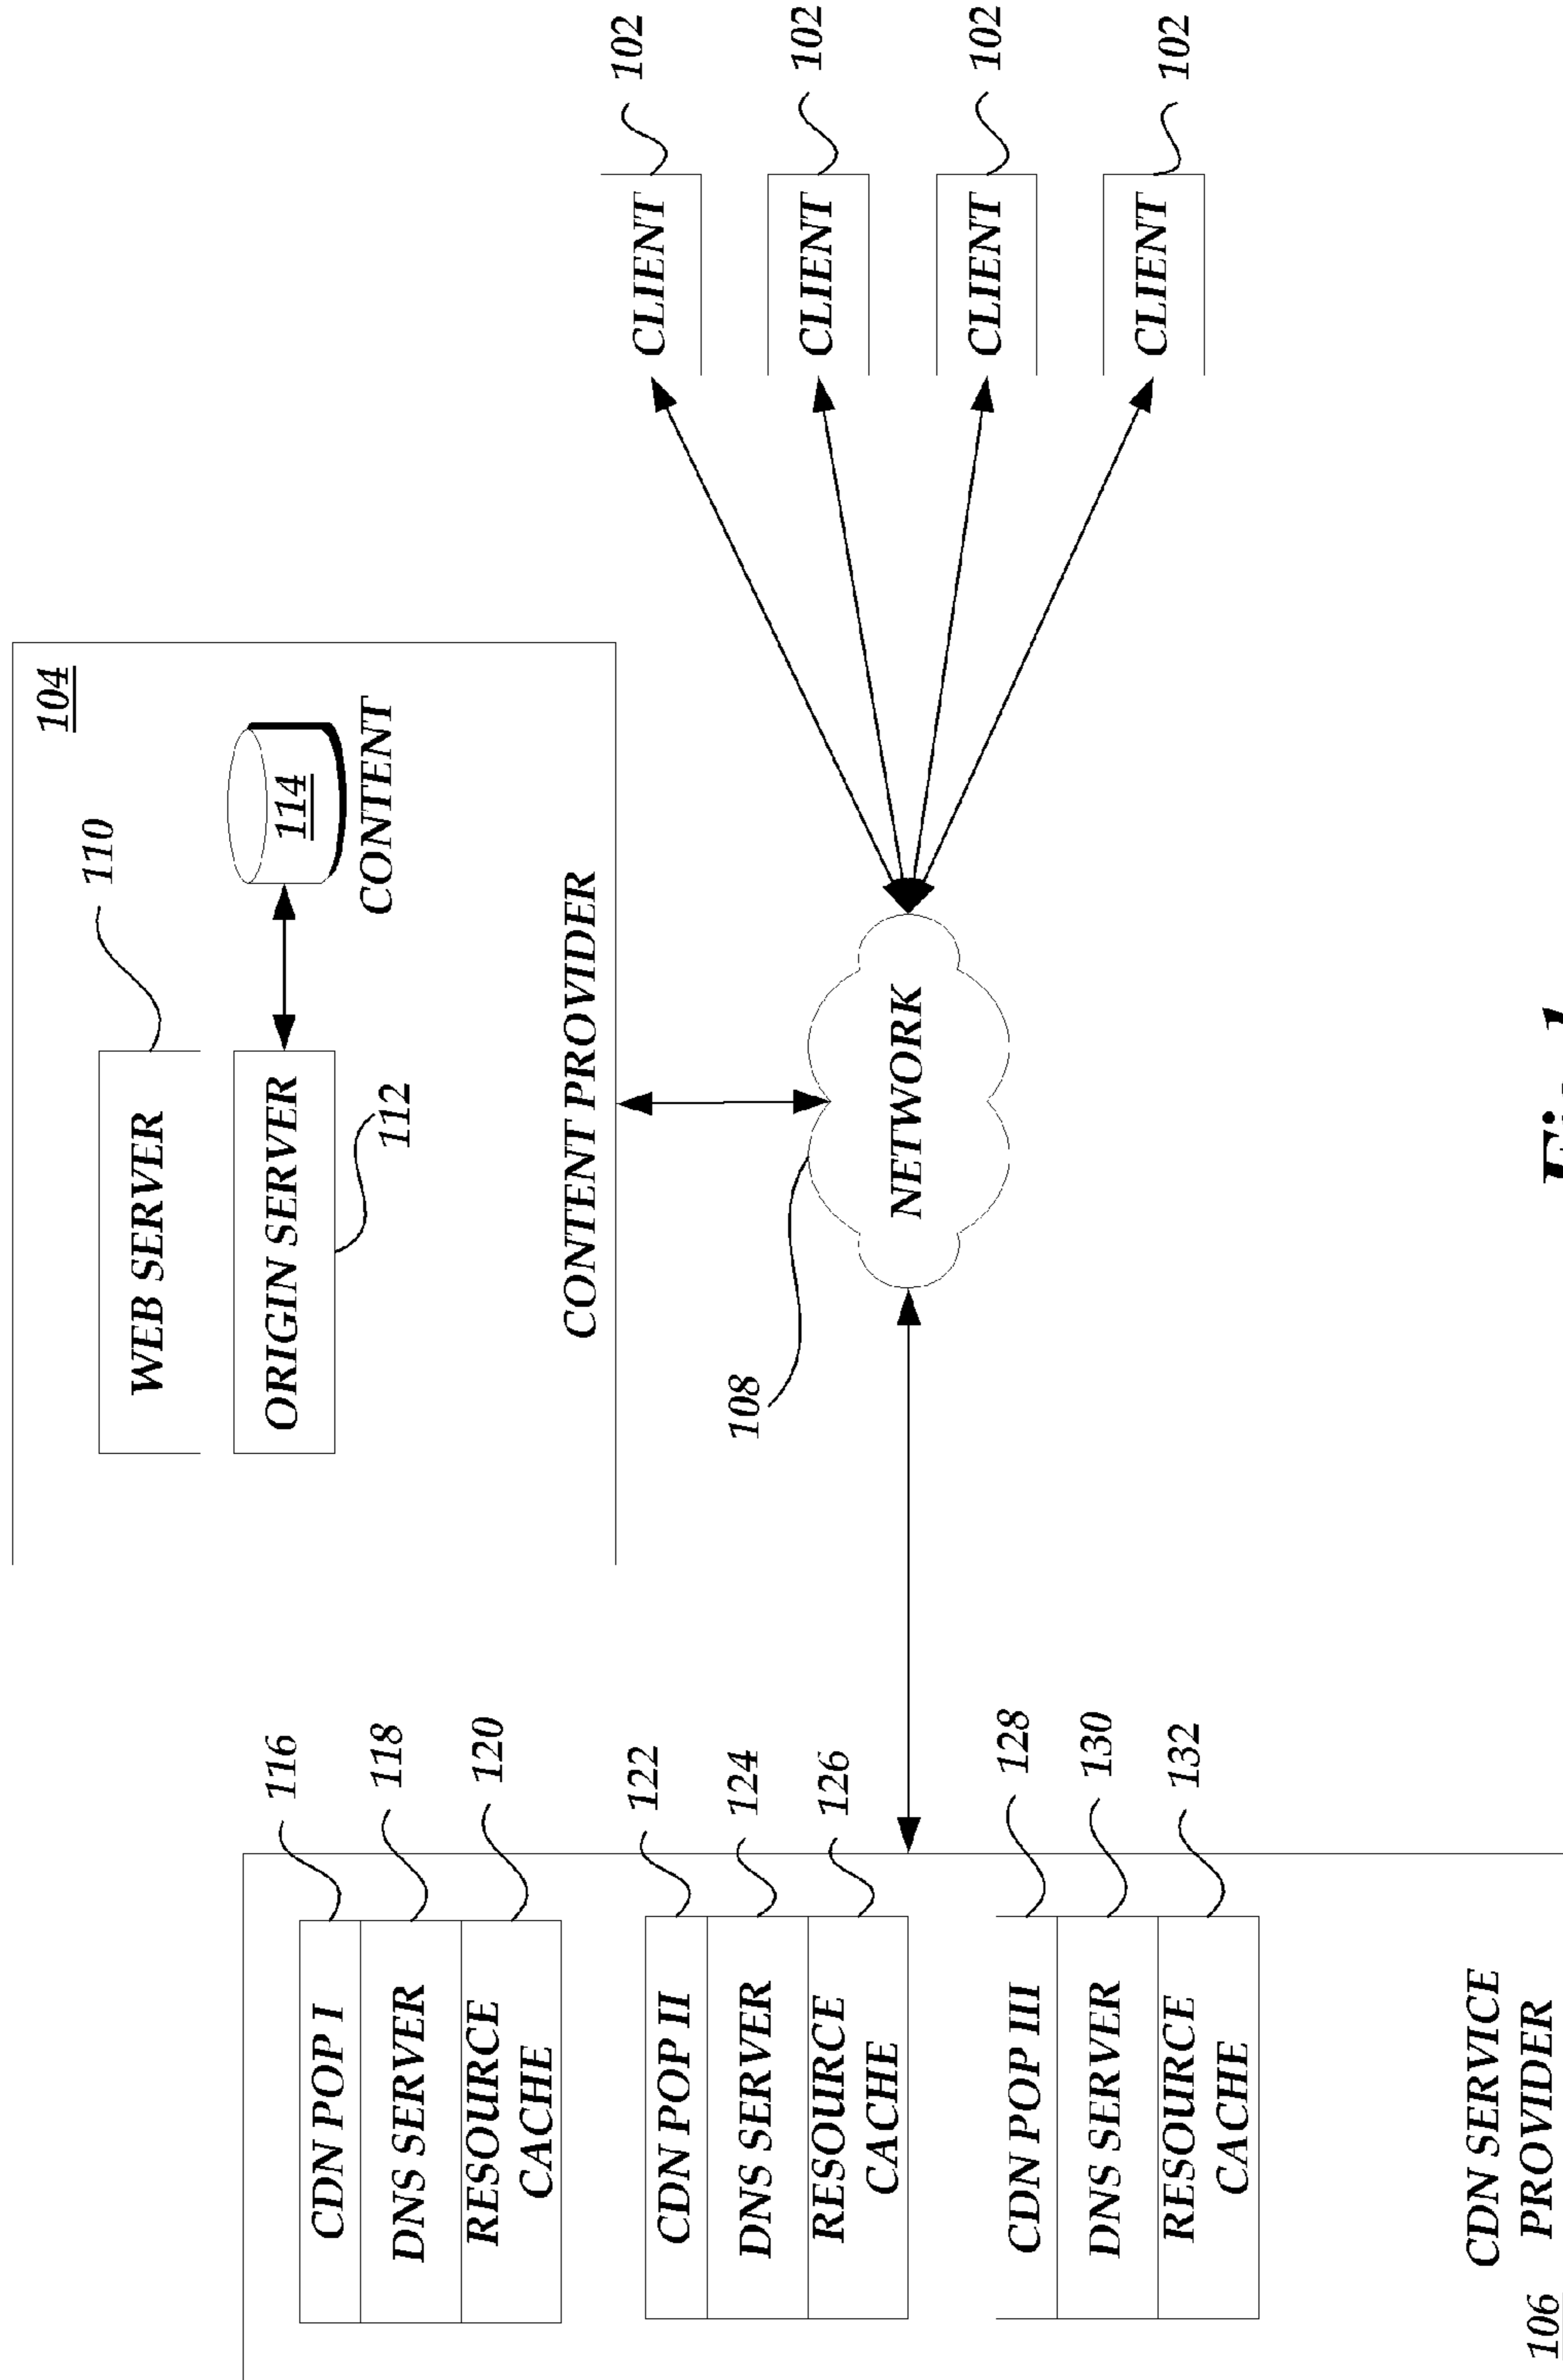 104
110
WEB SERVER
ORIGIN SERVER
114
112
CONTENT
CONTENT PROVIDER
116
CDN POP I
118
DNS SERVER
120
RESOURCE
CACHE
122
CDN POP II
124
DNS SERVER
126
RESOURCE
CACHE
128
CDN POP III
130
DNS SERVER
132
RESOURCE
CACHE
CDN SERVICE
PROVIDER
106
108
NETWORK
102
CLIENT
102
CLIENT
102
CLIENT
102
CLIENT
Fig. 1